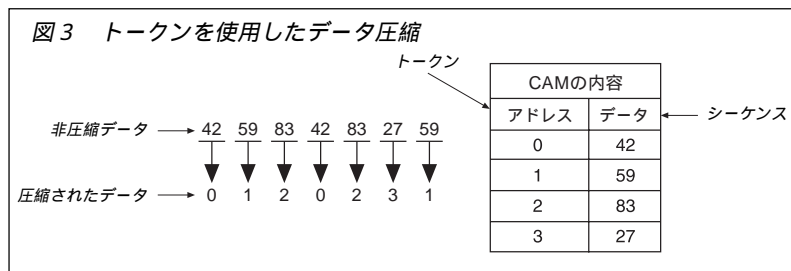 図3 トークンを使用したデータ圧縮
トークン
非圧縮データ 42 59 83 42 83 27 59
圧縮されたデータ 0 1 2 0 2 3 1
CAMの内容
アドレス データ
シーケンス
0 42
1 59
2 83
3 27